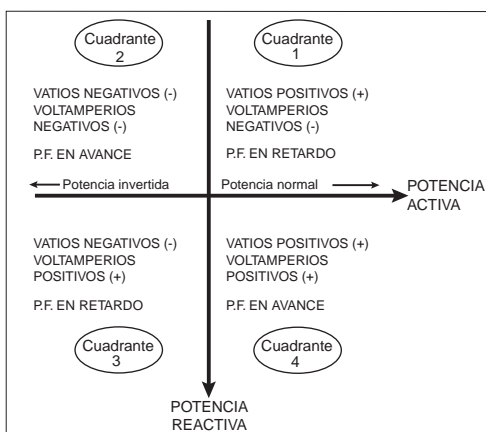 Cuadrante
2
Cuadrante
1
VATIOS NEGATIVOS (-)
VOLTAMPERIOS
NEGATIVOS (-)
P.F. EN AVANCE
VATIOS POSITIVOS (+)
VOLTAMPERIOS
NEGATIVOS (-)
P.F. EN RETARDO
Potencia invertida
Potencia normal
POTENCIA
ACTIVA
VATIOS NEGATIVOS (-)
VOLTAMPERIOS
POSITIVOS (+)
P.F. EN RETARDO
VATIOS POSITIVOS (+)
VOLTAMPERIOS
POSITIVOS (+)
P.F. EN AVANCE
Cuadrante
3
Cuadrante
4
POTENCIA
REACTIVA